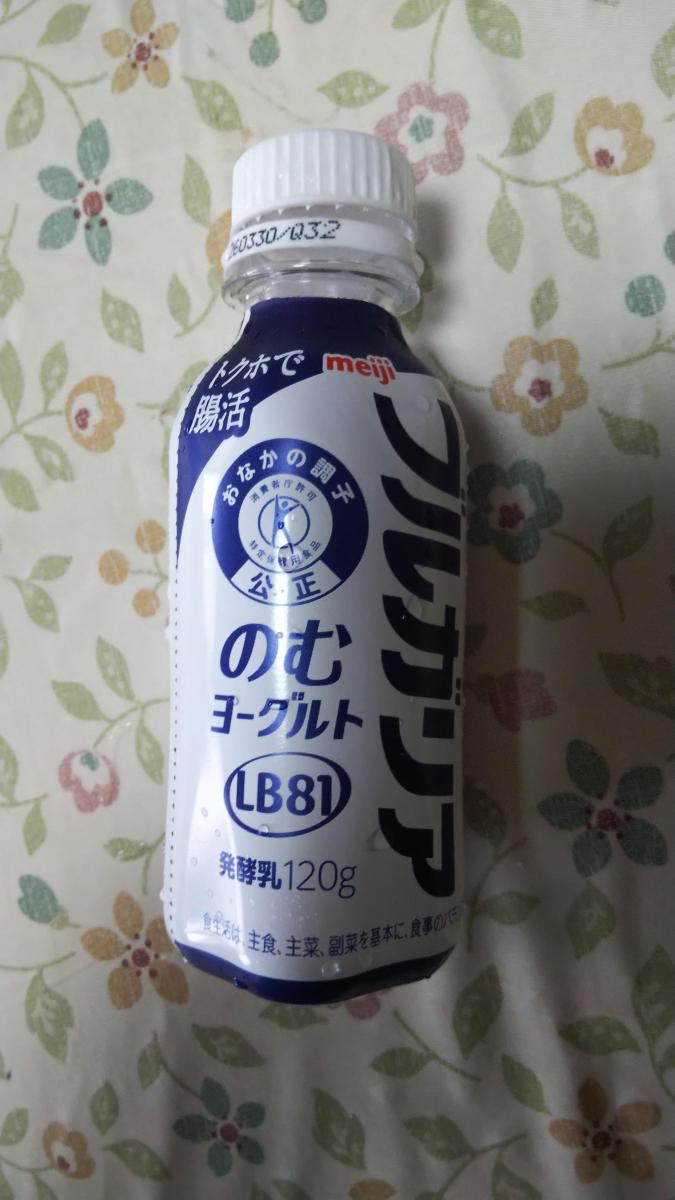 260330/Q32
meiji
トクホで
腸活
おなかの調子
消費者庁許可
特定保健用食品
公正
ブルガリア
のむ
ヨーグルト
LB81
発酵乳120g
食生活は、主食、主菜、副菜を基本に、食事のバラン